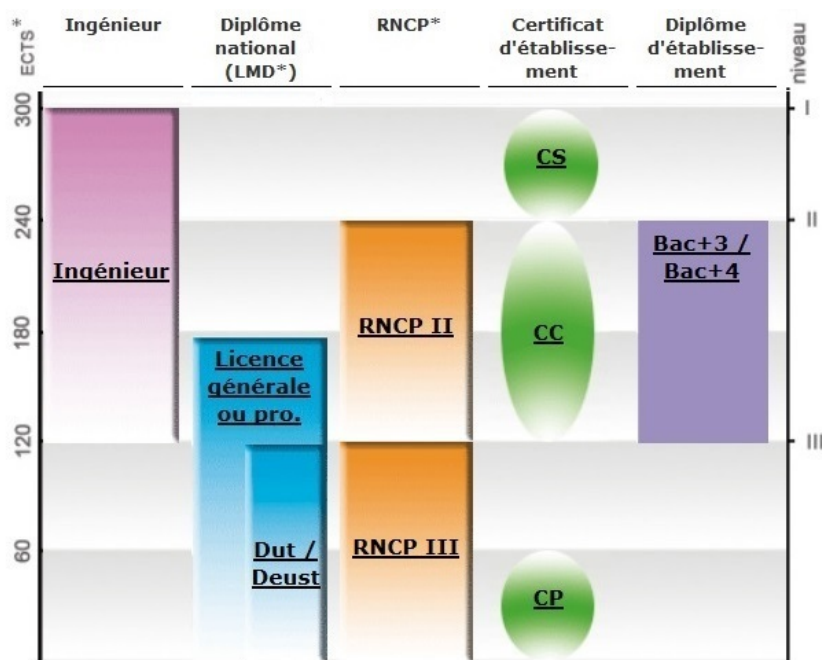 ECTS*
Ingénieur
Diplôme
national
(LMD*)
RNCP*
Certificat
d'établisse-
ment
Diplôme
d'établisse-
ment
niveau
300
I
CS
240
II
Bac+3 /
Bac+4
Ingénieur
RNCP II
CC
180
Licence
générale
ou pro.
120
III
60
Dut /
Deust
RNCP III
CP